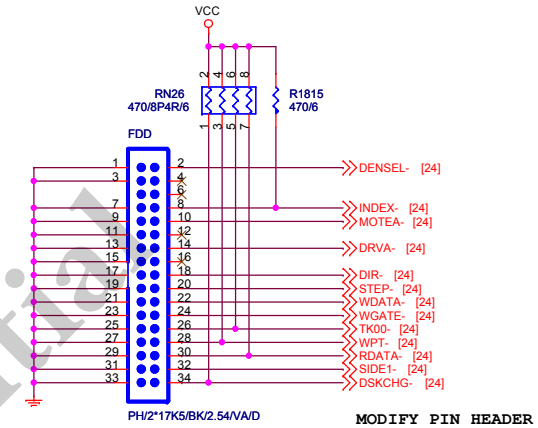 VCC
2 4 6 8
RN26
470/8P4R/6
R1815
470/6
1 3 5 7
FDD
1 2 DENSEL- [24]
3 4
6
7 8 INDEX- [24]
9 10 MOTEA- [24]
11 12
13 14 DRVA- [24]
15 16
17 18 DIR- [24]
19 20 STEP- [24]
21 22 WDATA- [24]
23 24 WGATE- [24]
25 26 TK00- [24]
27 28 WPT- [24]
29 30 RDATA- [24]
31 32 SIDE1- [24]
33 34 DSKCHG- [24]
PH/2*17K5/BK/2.54/VA/D
MODIFY PIN HEADER